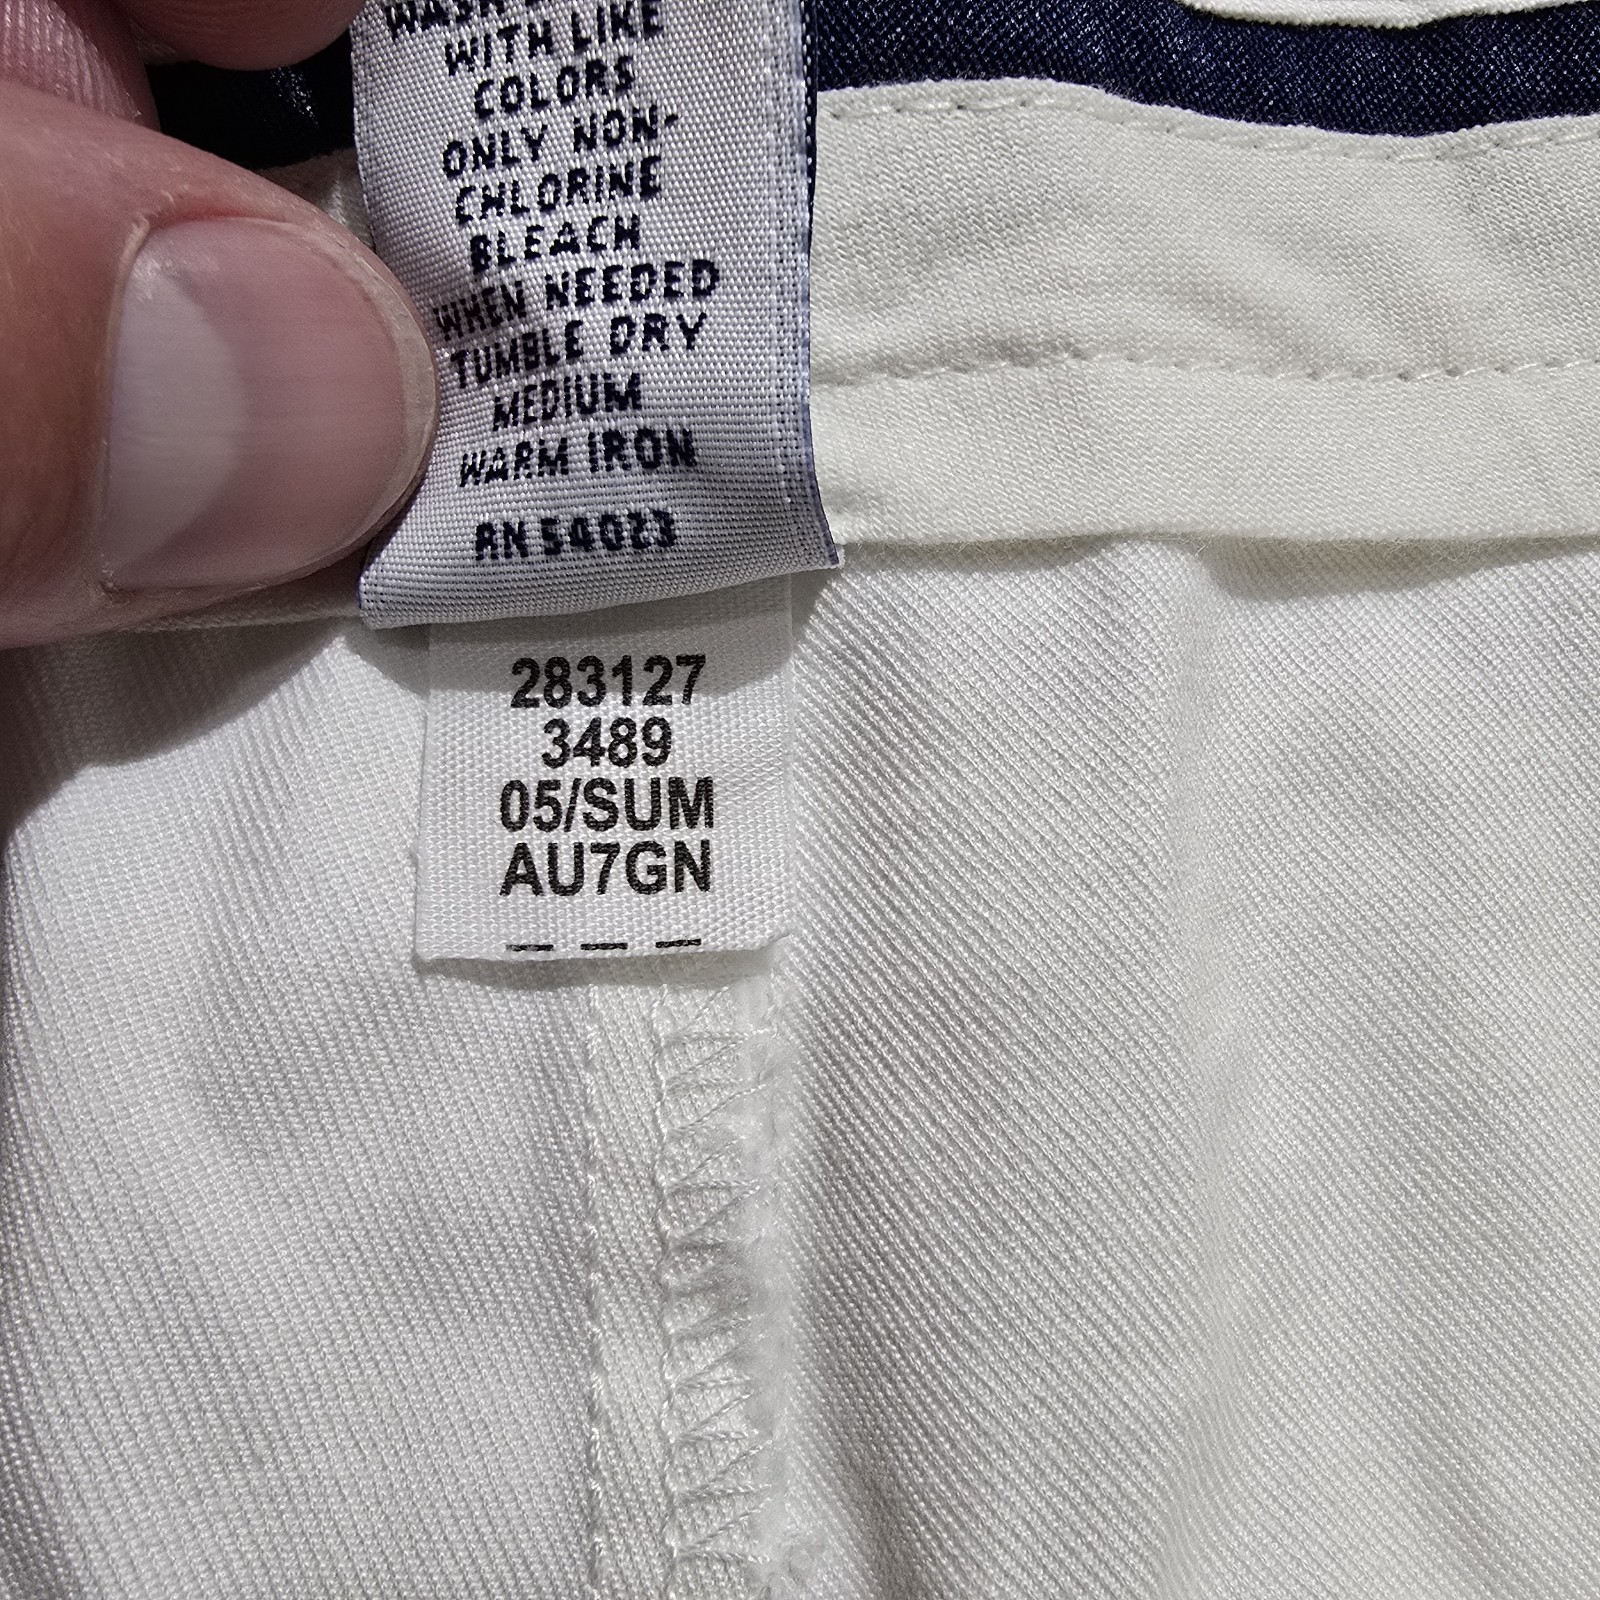 WITH LIKE
COLORS
ONLY NON-
CHLORINE
BLEACH
WHEN NEEDED
TUMBLE DRY
MEDIUM
WARM IRON
RN 54023
283127
3489
05/SUM
AU7GN